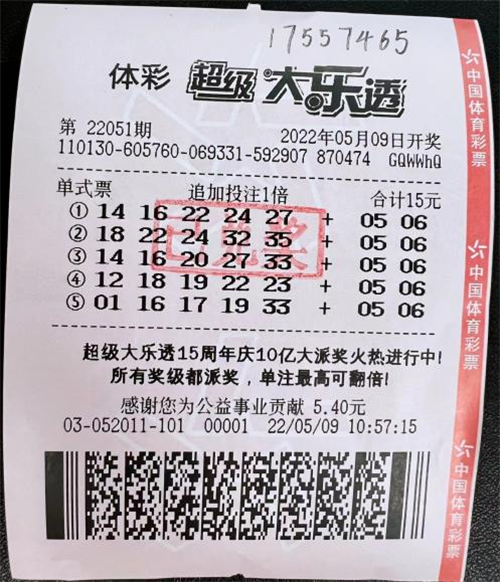 17557465
体彩 超级大乐透
第 22051期 2022年05月09日开奖
110130-605760-069331-592907 870474 GQWWhQ
单式票 追加投注1倍 合计15元
① 14 16 22 24 27 + 05 06
② 18 22 24 32 35 + 05 06
③ 14 16 20 27 33 + 05 06
④ 12 18 19 22 23 + 05 06
⑤ 01 16 17 19 33 + 05 06
已兑奖
超级大乐透15周年庆10亿大派奖火热进行中!
所有奖级都派奖，单注最高可翻倍!
感谢您为公益事业贡献 5.40元
03-052011-101 00001 22/05/09 10:57:15
中国体育彩票
中国体育彩票
中国体育彩票